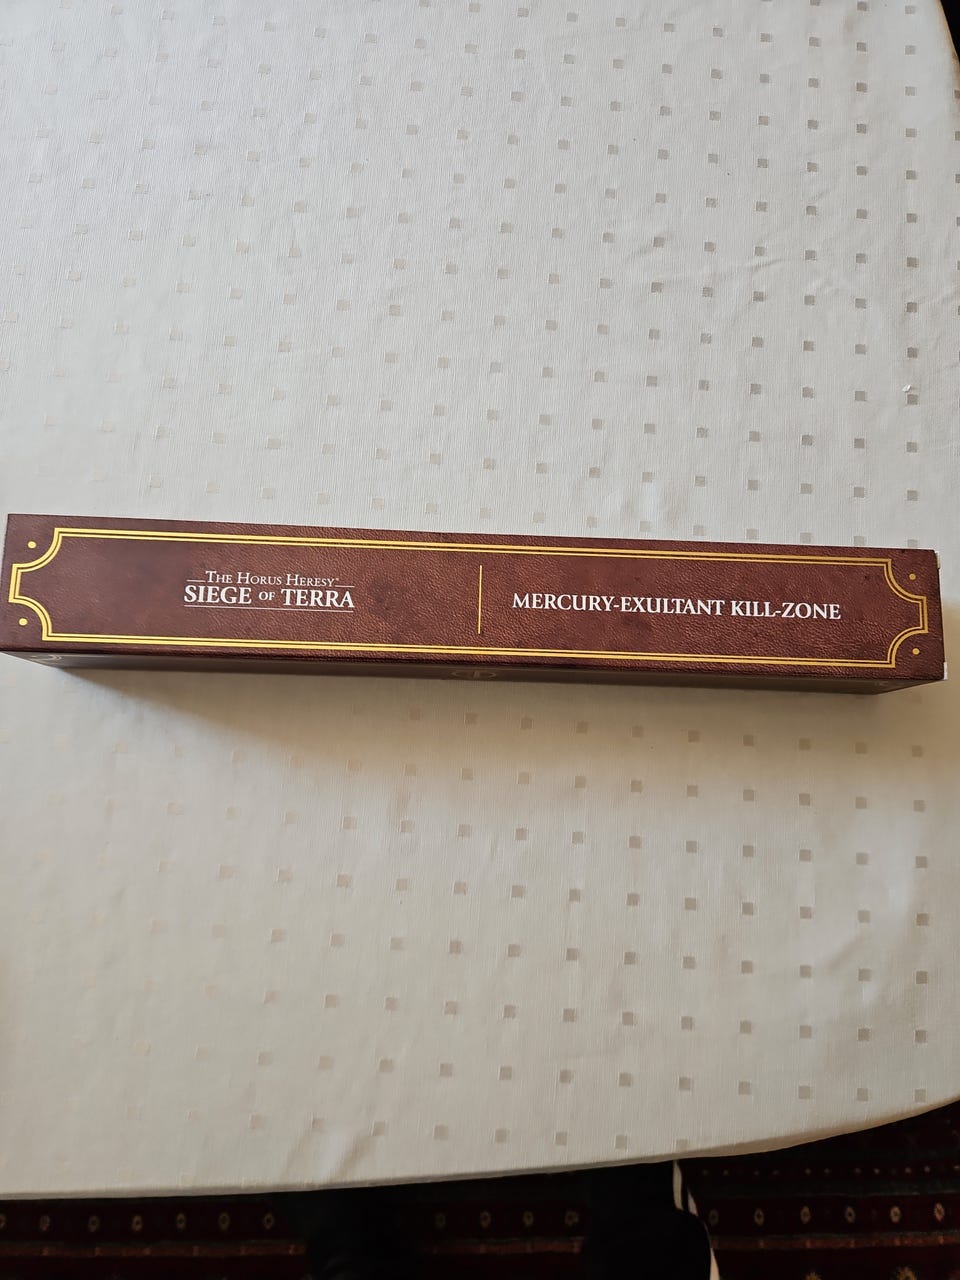 The Horus Heresy®
SIEGE OF TERRA
MERCURY-EXULTANT KILL-ZONE